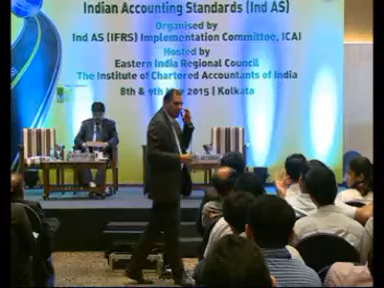 Indian Accounting Standards (Ind AS)
Organised by
Ind AS (IFRS) Implementation Committee, ICAI
Hosted by
Eastern India Regional Council
The Institute of Chartered Accountants of India
8th & 9th May 2015 | Kolkata